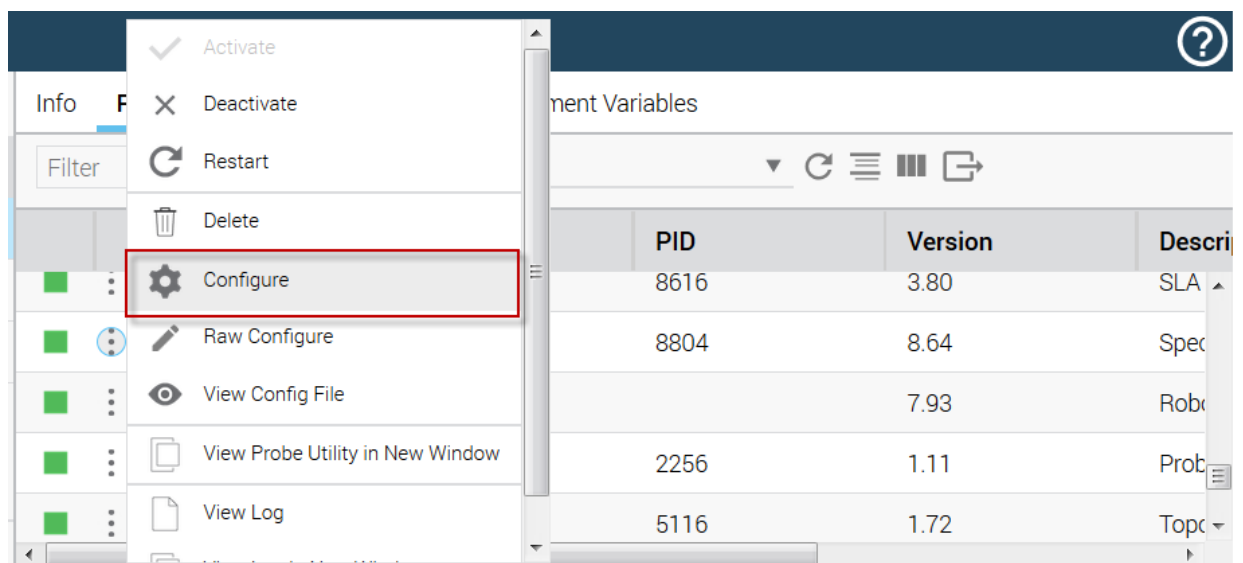 Activate
Info
Deactivate
ment Variables
Filter
Restart
Delete
PID Version Descri
Configure
8616 3.80 SLA
Raw Configure
8804 8.64 Spec
View Config File
7.93 Robo
View Probe Utility in New Window
2256 1.11 Prob
View Log
5116 1.72 Topo